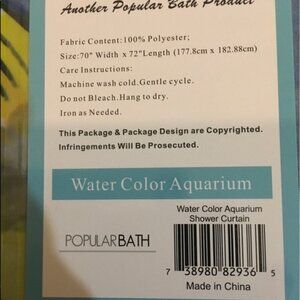 Another Popular Bath Product
Fabric Content:100% Polyester;
Size:70" Width x 72"Length (177.8cm x 182.88cm)
Care Instructions:
Machine wash cold.Gentle cycle.
Do not Bleach.Hang to dry.
Iron as Needed.
This Package & Package Design are Copyrighted.
Infringements Will Be Prosecuted.
Water Color Aquarium
POPULARBATH
Water Color Aquarium
Shower Curtain
7 38980 82936 5
Made in China